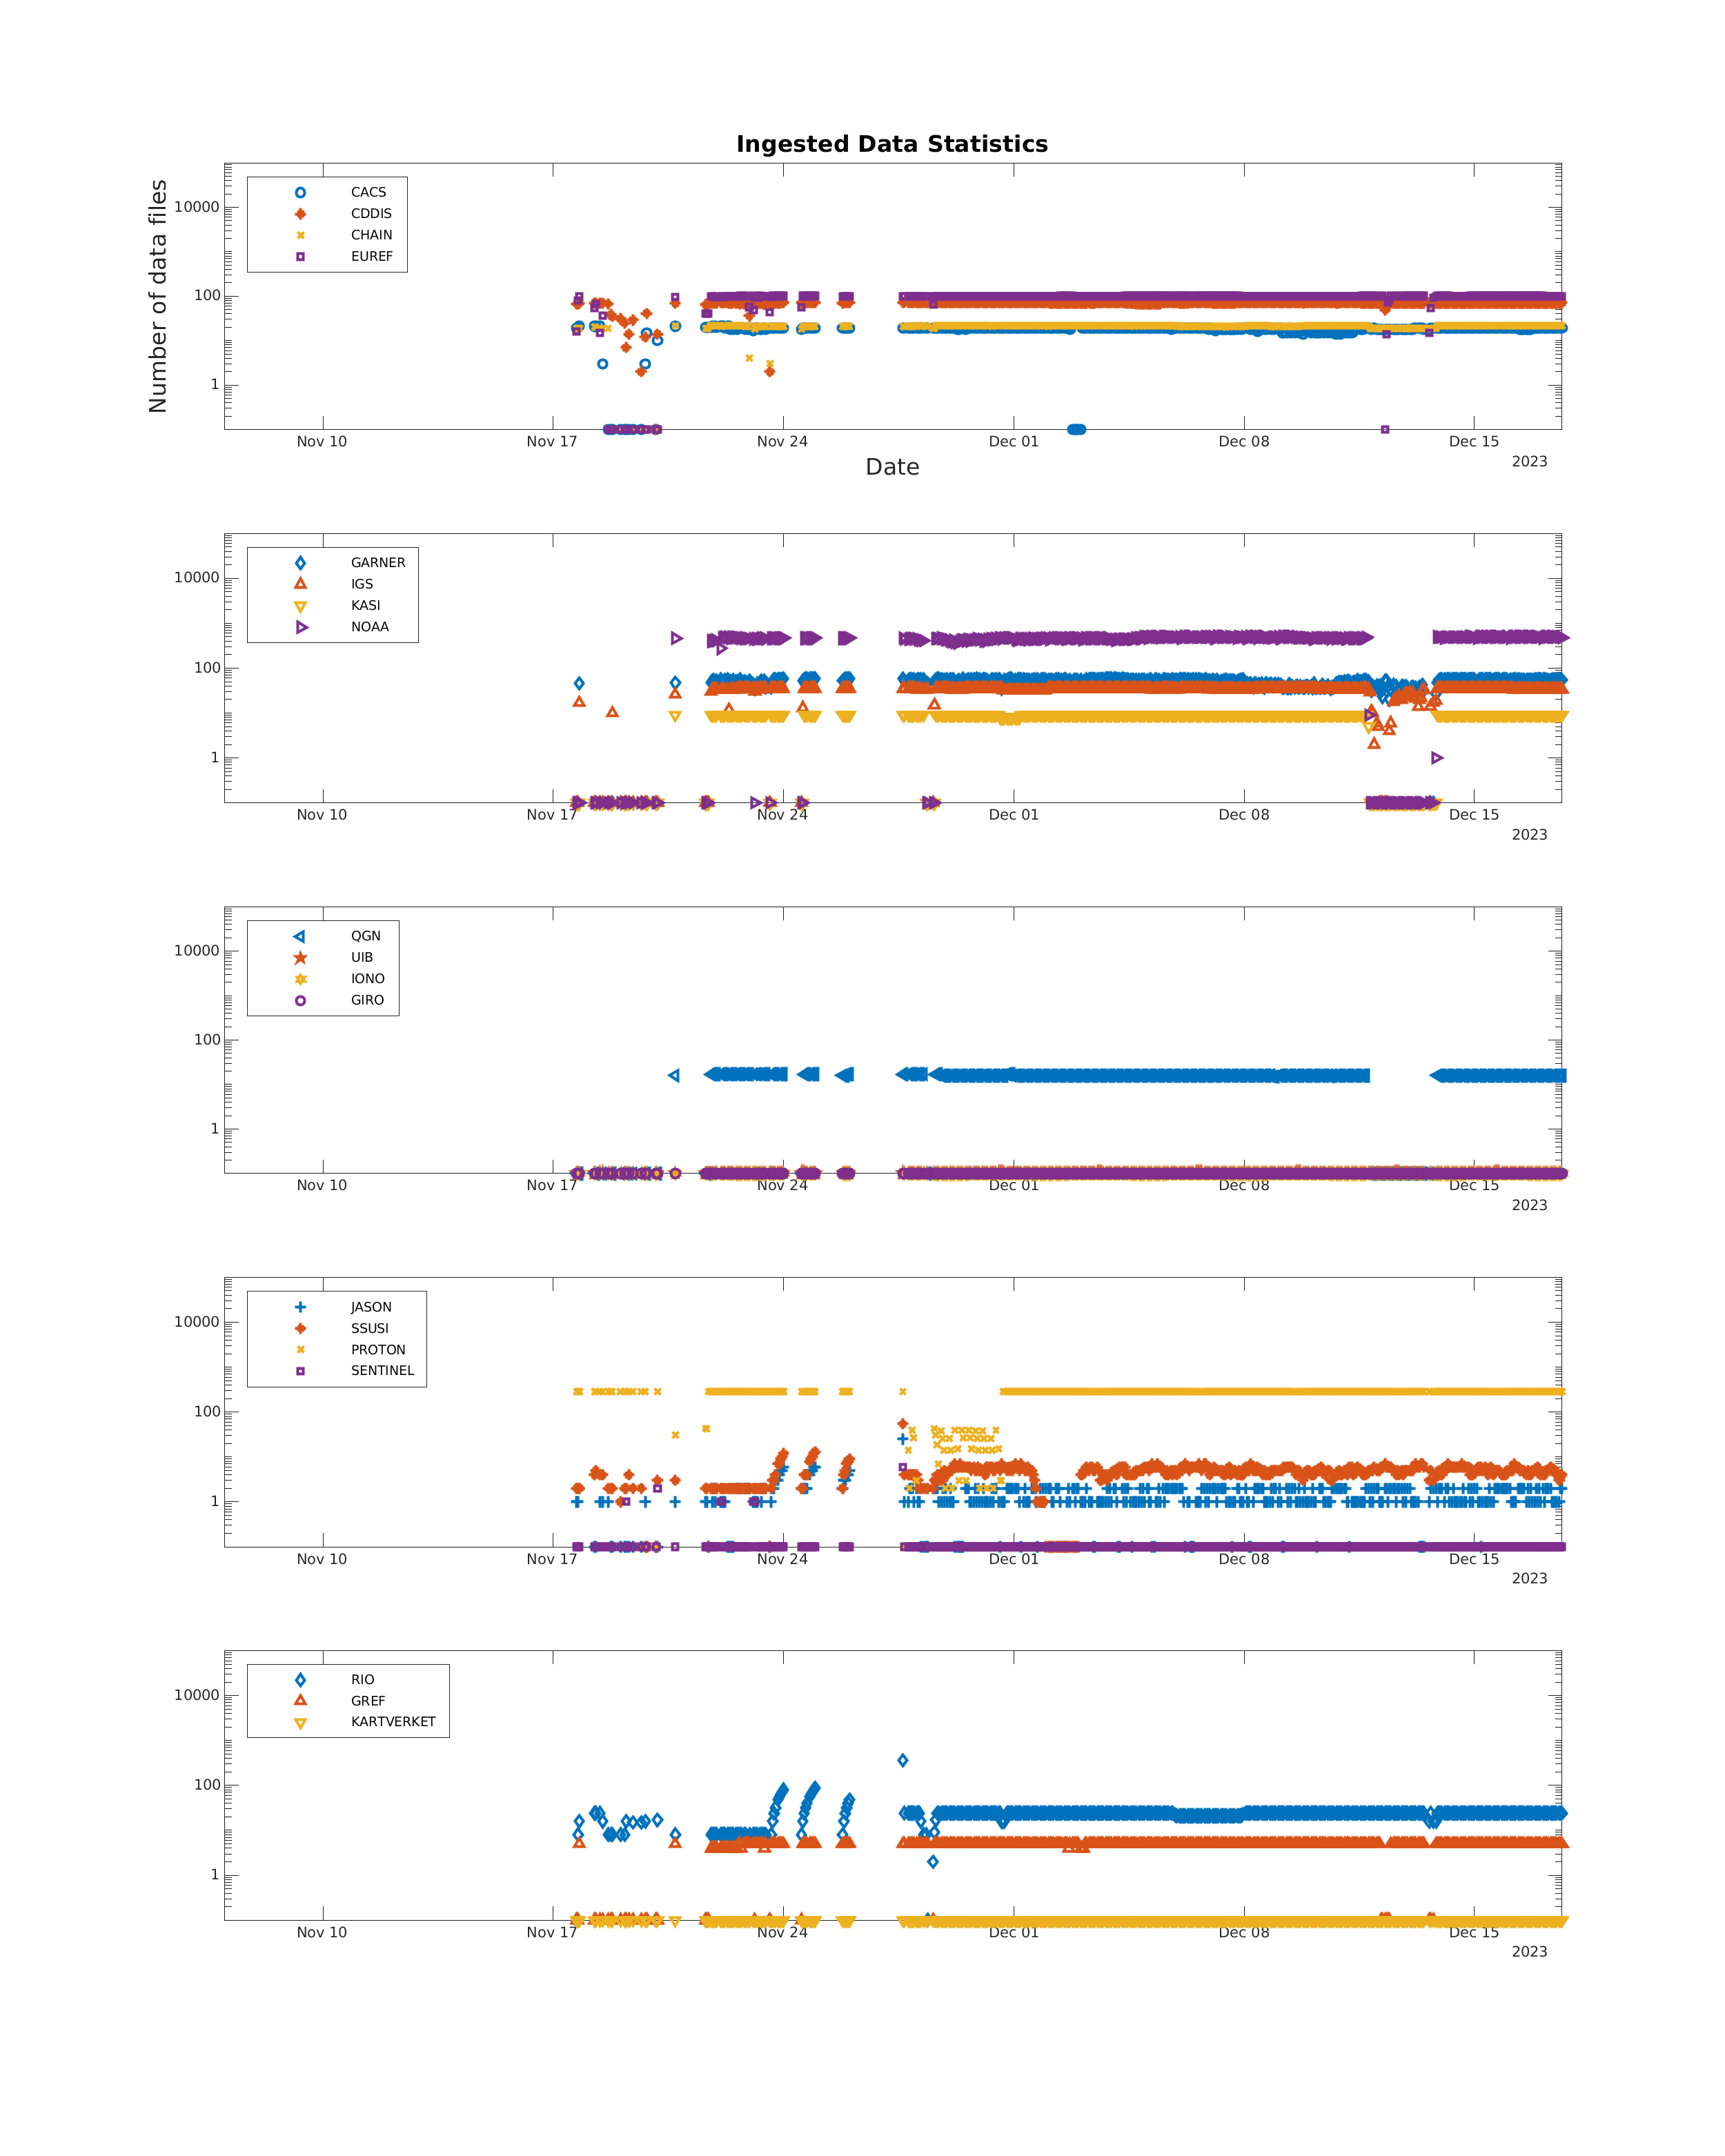 Ingested Data Statistics
Number of data files
10000
100
1
CACS
CDDIS
CHAIN
EUREF
Nov 10 Nov 17 Nov 24 Dec 01 Dec 08 Dec 15
2023
Date
10000
100
1
GARNER
IGS
KASI
NOAA
Nov 10 Nov 17 Nov 24 Dec 01 Dec 08 Dec 15
2023
10000
100
1
QGN
UIB
IONO
GIRO
Nov 10 Nov 17 Nov 24 Dec 01 Dec 08 Dec 15
2023
10000
100
1
JASON
SSUSI
PROTON
SENTINEL
Nov 10 Nov 17 Nov 24 Dec 01 Dec 08 Dec 15
2023
10000
100
1
RIO
GREF
KARTVERKET
Nov 10 Nov 17 Nov 24 Dec 01 Dec 08 Dec 15
2023